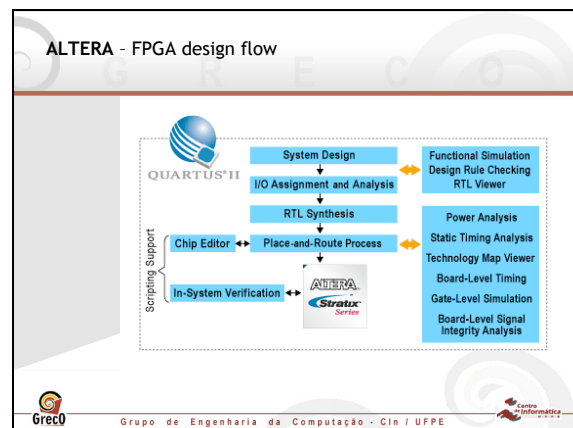 ALTERA – FPGA design flow
G R E C O
QUARTUS® II
System Design
I/O Assignment and Analysis
RTL Synthesis
Place-and-Route Process
Chip Editor
In-System Verification
Scripting Support
ALTERA.
Stratix
Series
Functional Simulation
Design Rule Checking
RTL Viewer
Power Analysis
Static Timing Analysis
Technology Map Viewer
Board-Level Timing
Gate-Level Simulation
Board-Level Signal
Integrity Analysis
GrecO
Grupo de Engenharia da Computação - CIn / UFPE
Centro
de Informática
UFPE